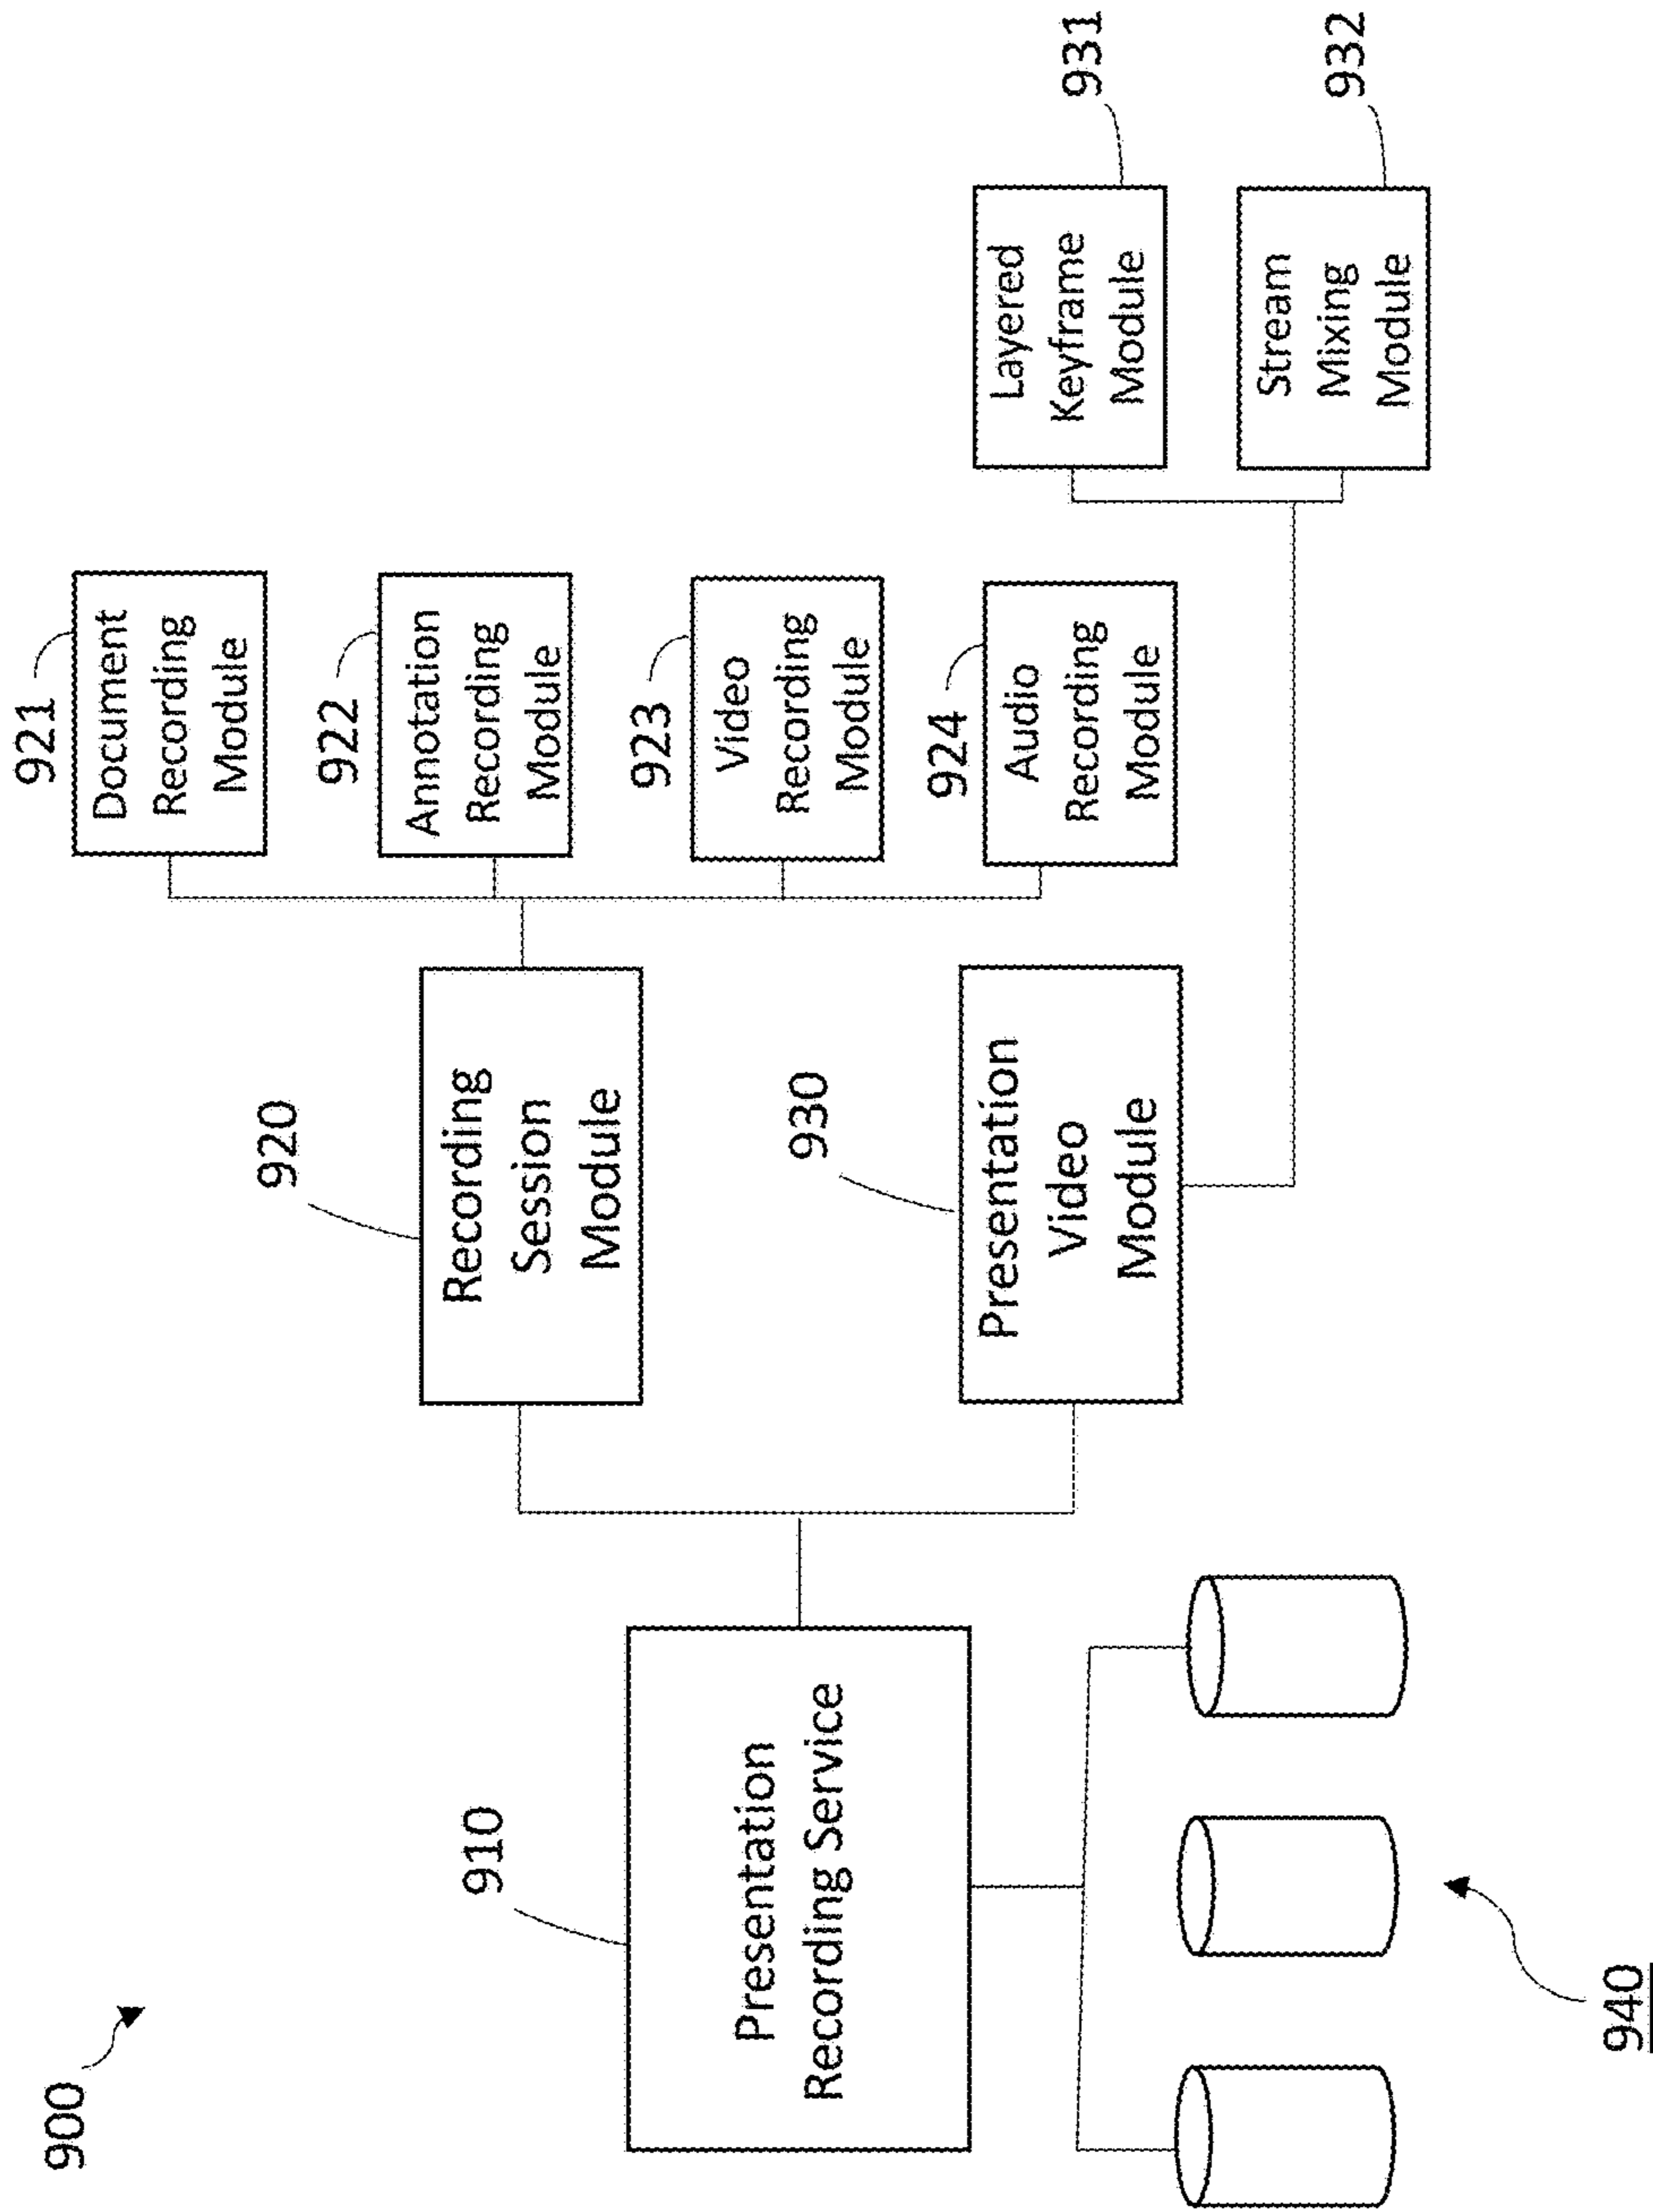 900
910
Presentation
Recording Service
940
920
Recording
Session
Module
930
Presentation
Video
Module
921
Document
Recording
Module
922
Annotation
Recording
Module
923
Video
Recording
Module
924
Audio
Recording
Module
931
Layered
Keyframe
Module
932
Stream
Mixing
Module